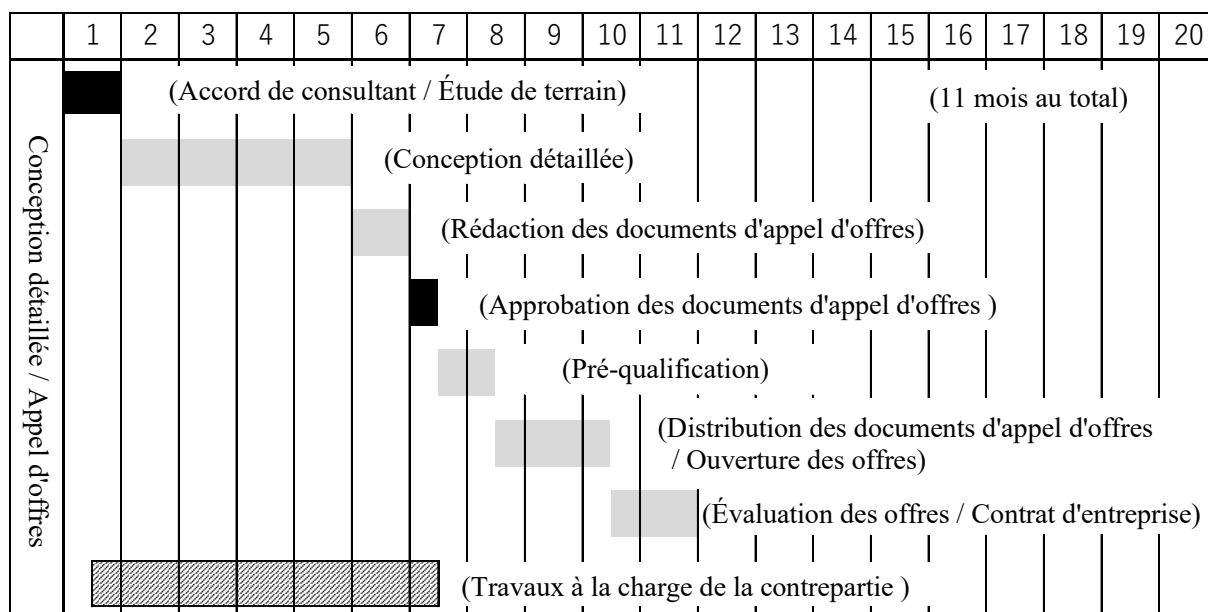 1 2 3 4 5 6 7 8 9 10 11 12 13 14 15 16 17 18 19 20
Conception détaillée / Appel d'offres
(Accord de consultant / Étude de terrain)
(11 mois au total)
(Conception détaillée)
(Rédaction des documents d'appel d'offres)
(Approbation des documents d'appel d'offres )
(Pré-qualification)
(Distribution des documents d'appel d'offres
/ Ouverture des offres)
(Évaluation des offres / Contrat d'entreprise)
(Travaux à la charge de la contrepartie )